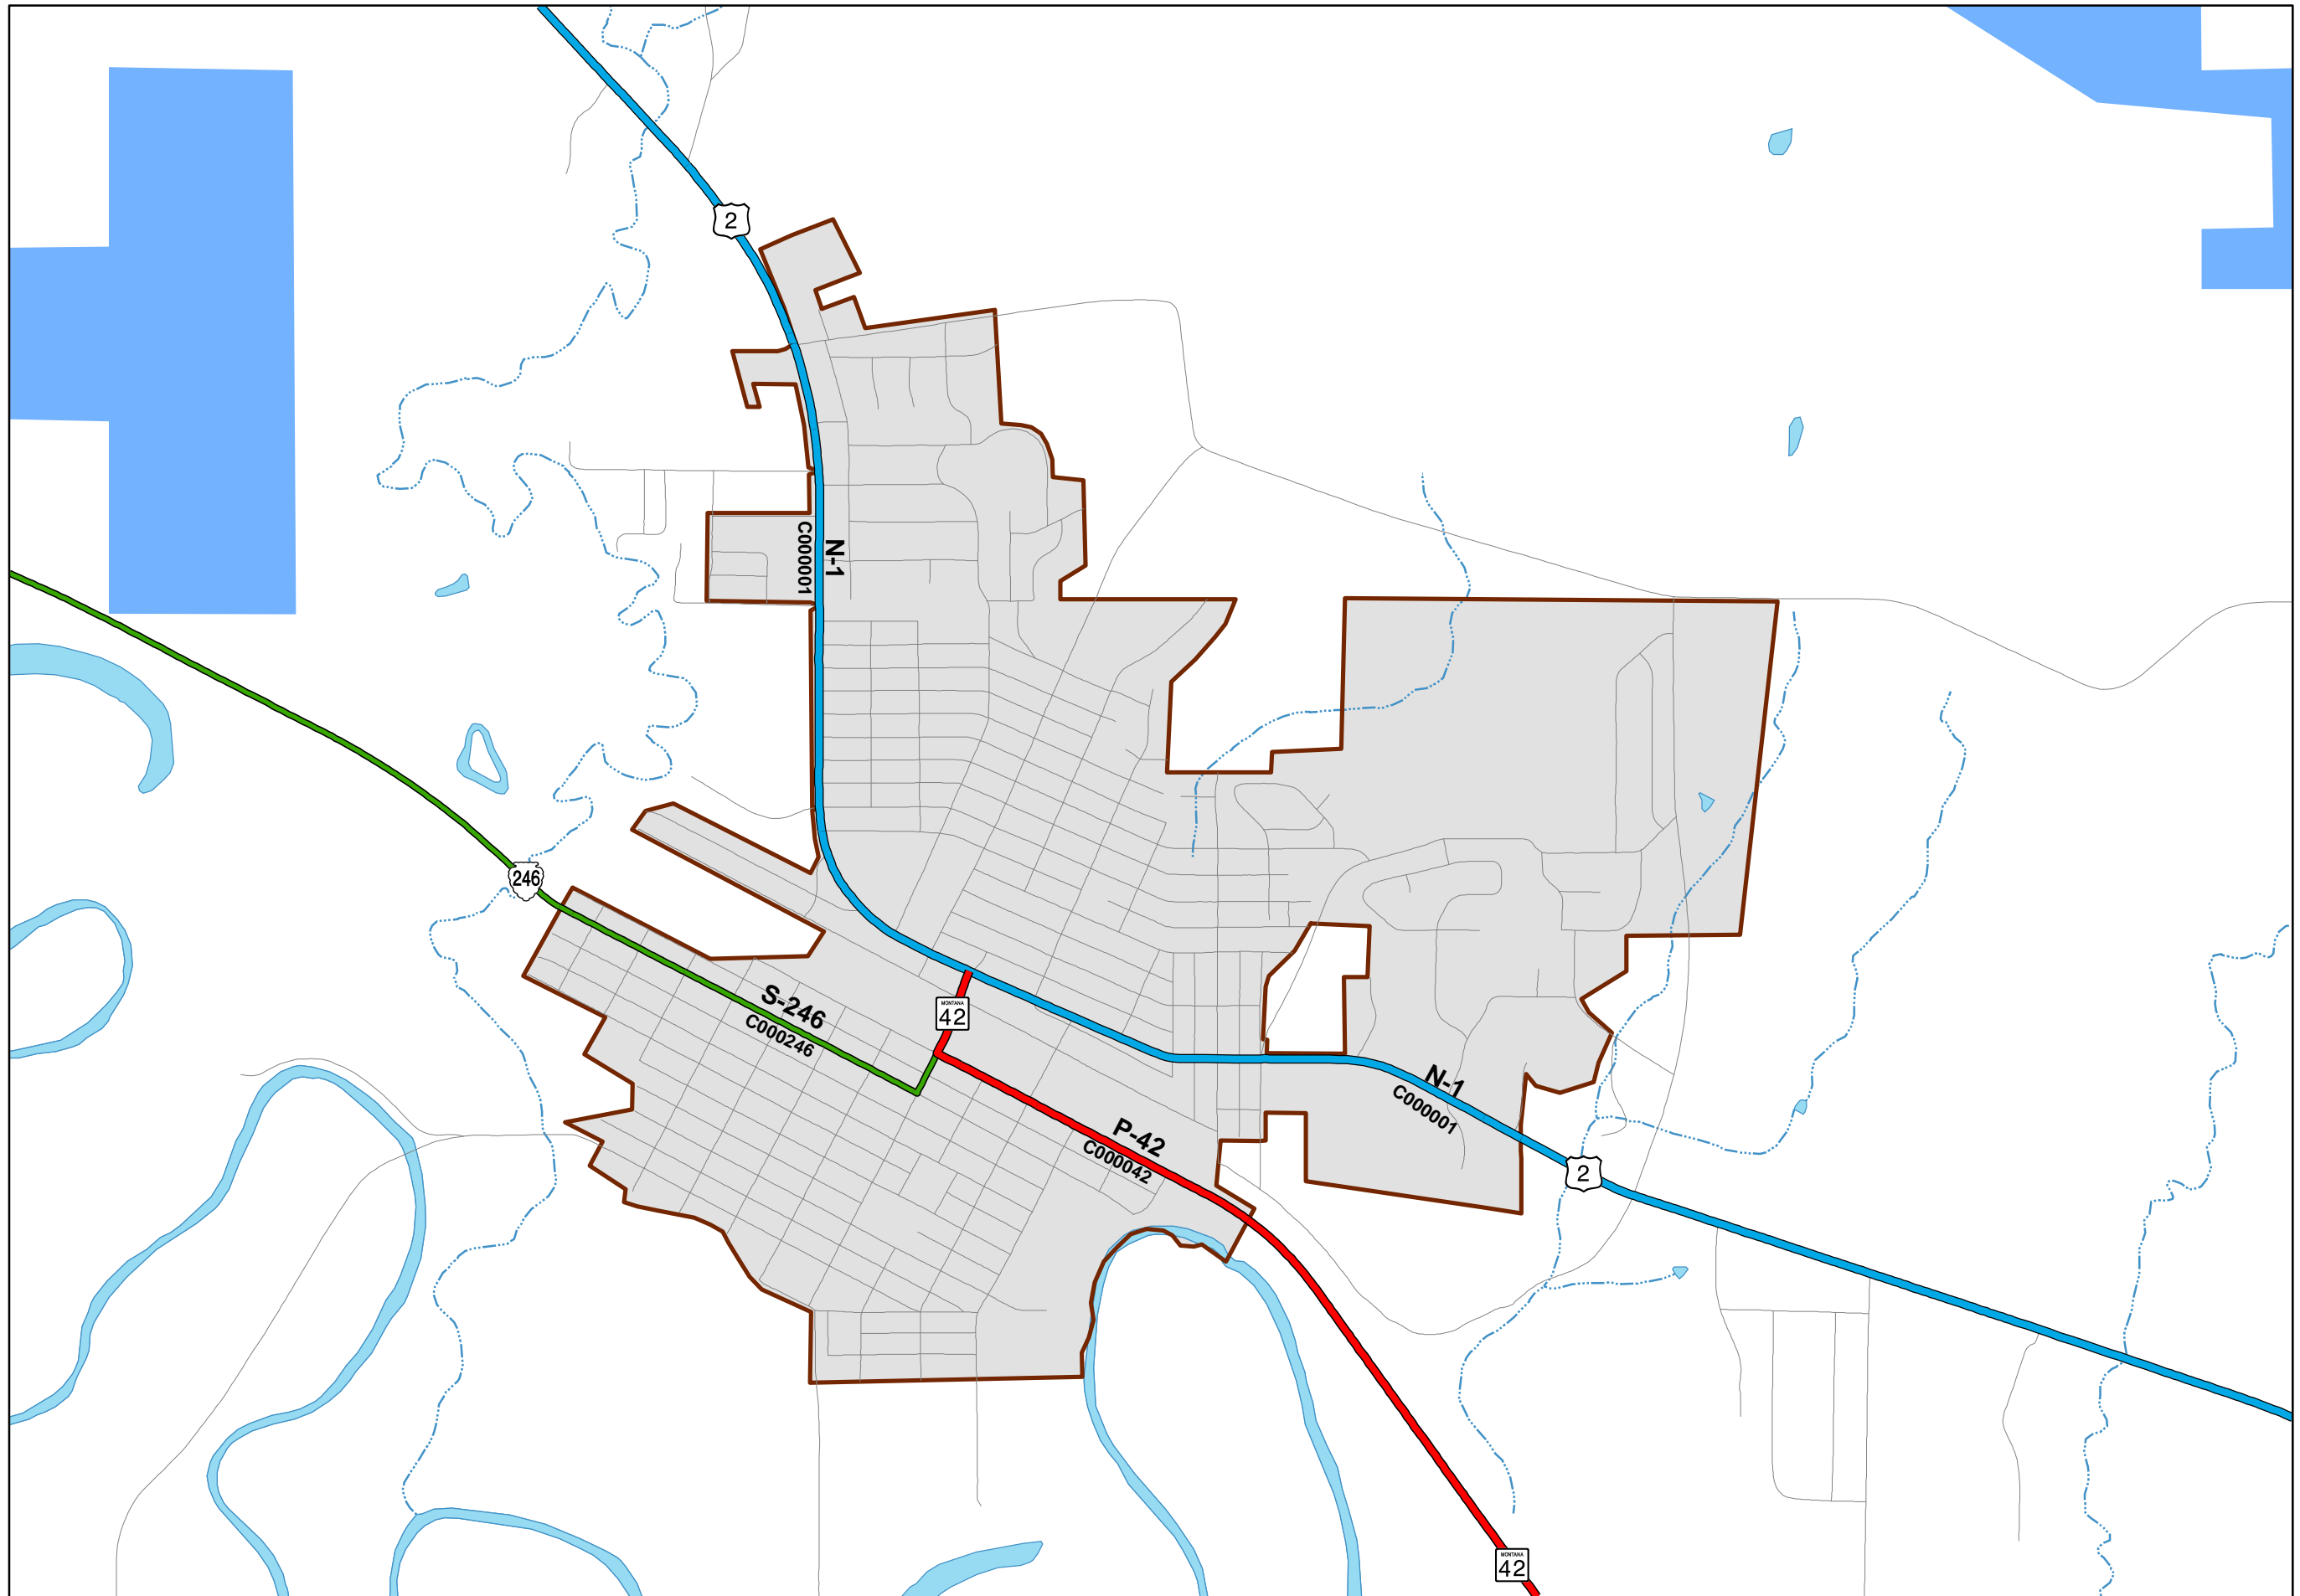 2
N-1
C000001
246
S-246
C000246
MONTANA
42
N-1
C000001
P-42
C000042
2
MONTANA
42